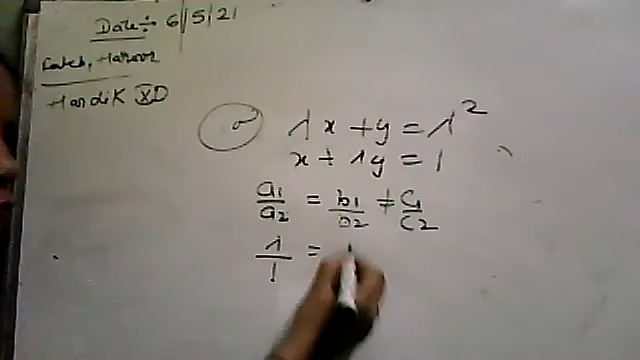 Date÷ 6/5/21
Hardik XD
λx + y = λ²
x + λy = 1
a₁/a₂ = b₁/b₂ ≠ c₁/c₂
λ/1 =